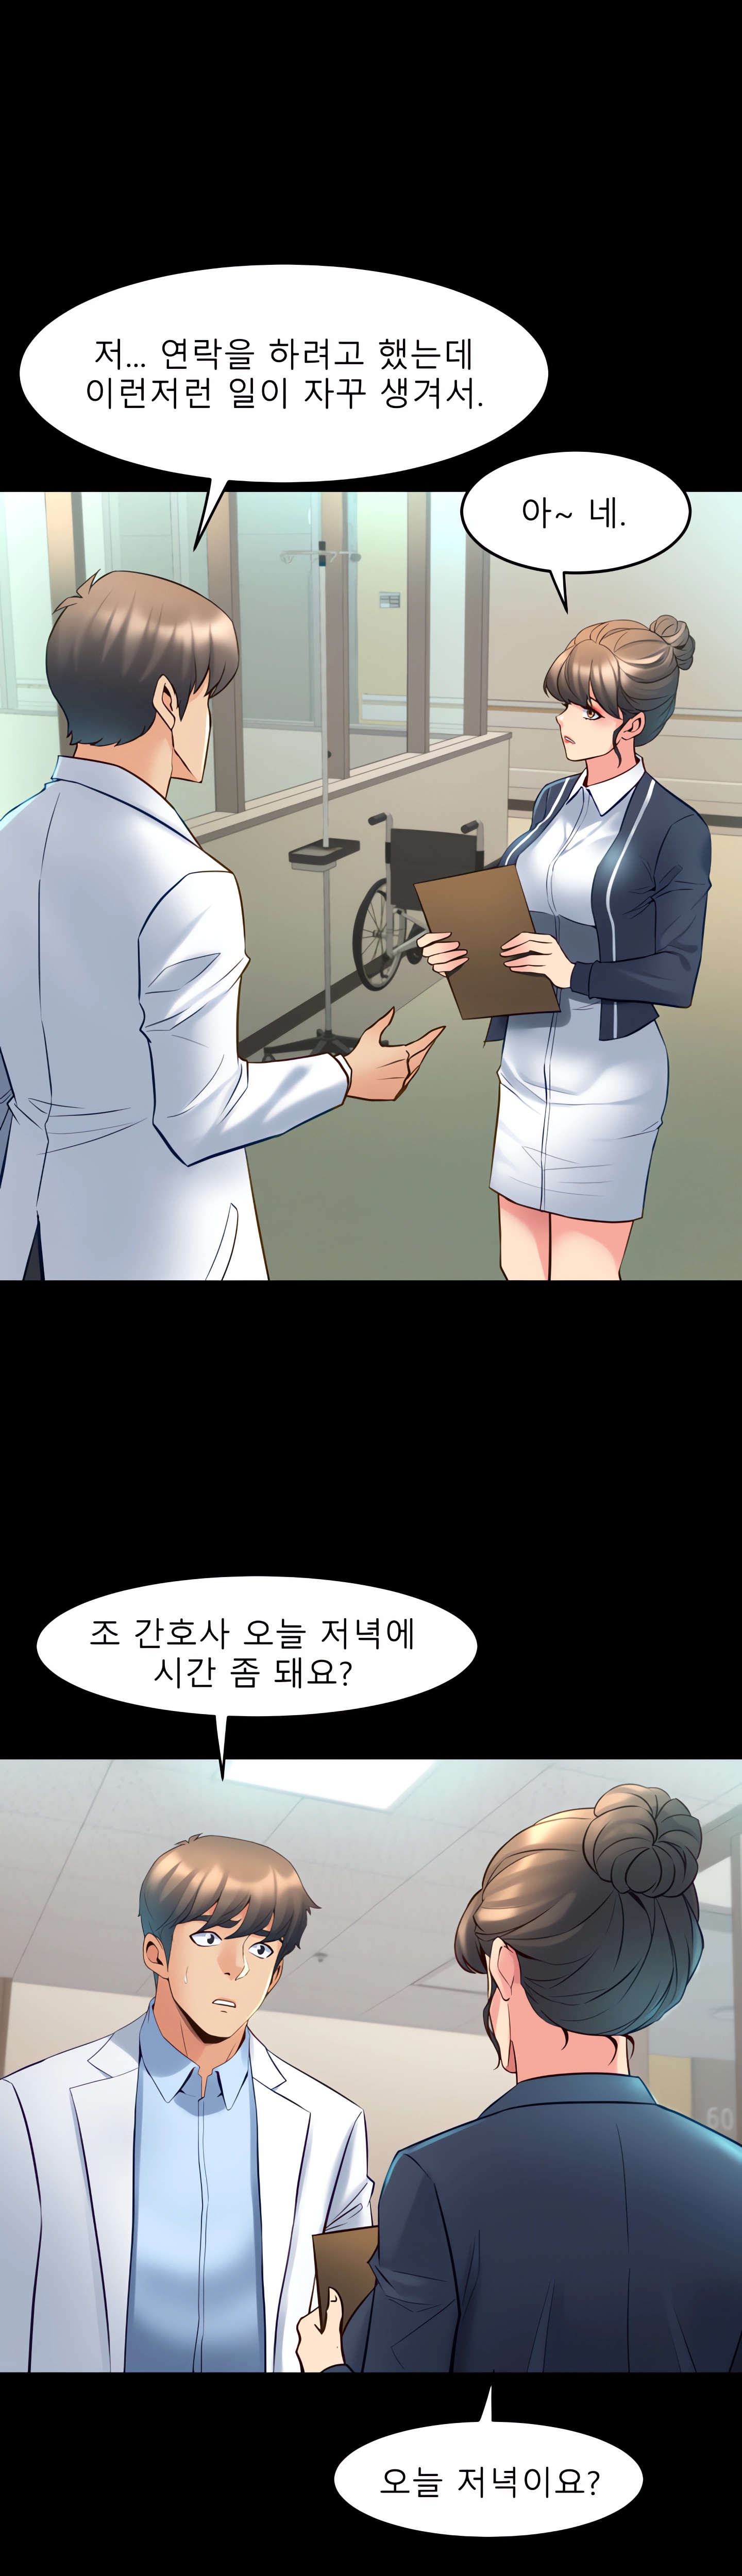 저... 연락을 하려고 했는데
이런저런 일이 자꾸 생겨서.
아~ 네.
조 간호사 오늘 저녁에
시간 좀 돼요?
60
오늘 저녁이요?